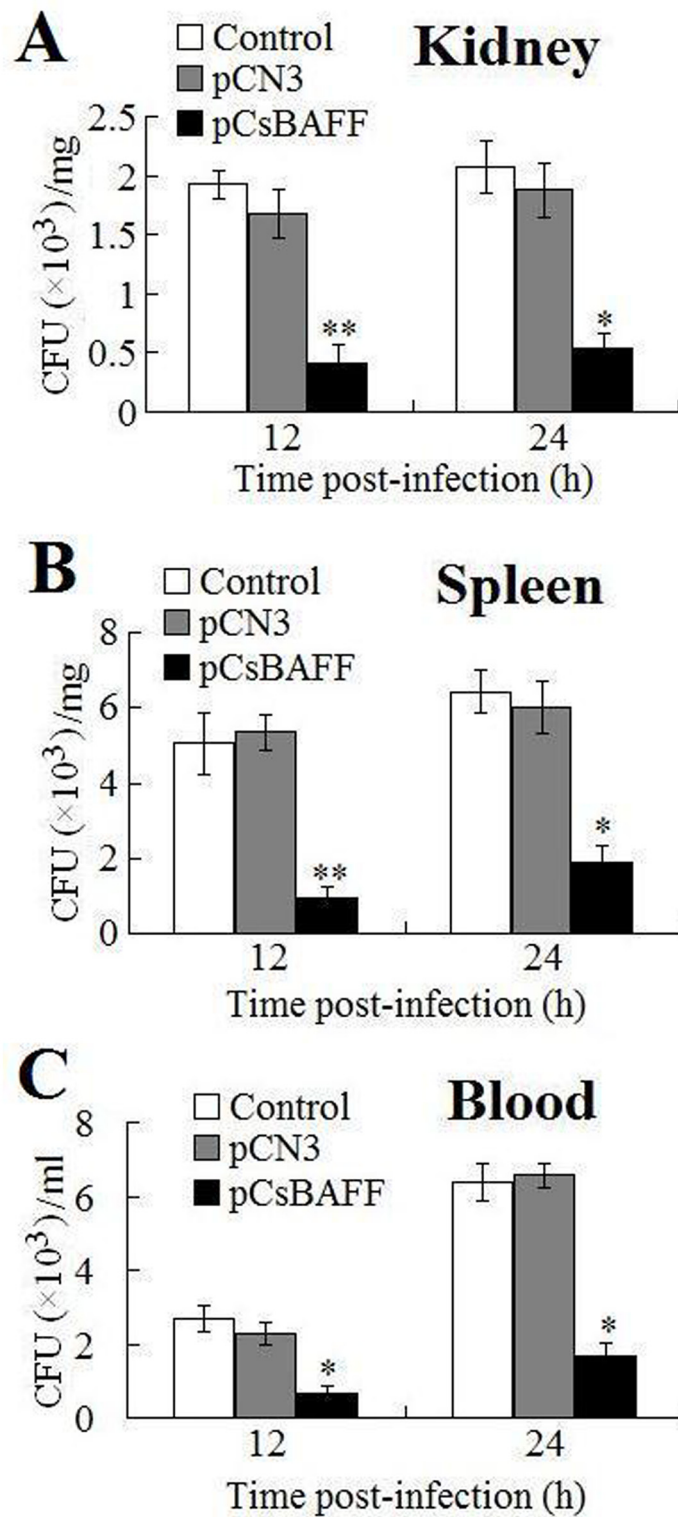 A
Control
Kidney
pCN3
pCsBAFF
CFU (×10³)/mg
2.5
2
1.5
1
0.5
0
**
*
12
24
Time post-infection (h)
B
Control
Spleen
pCN3
pCsBAFF
CFU (×10³)/mg
8
6
4
2
0
**
*
12
24
Time post-infection (h)
C
Control
Blood
pCN3
pCsBAFF
CFU (×10³)/ml
8
6
4
2
0
*
*
12
24
Time post-infection (h)